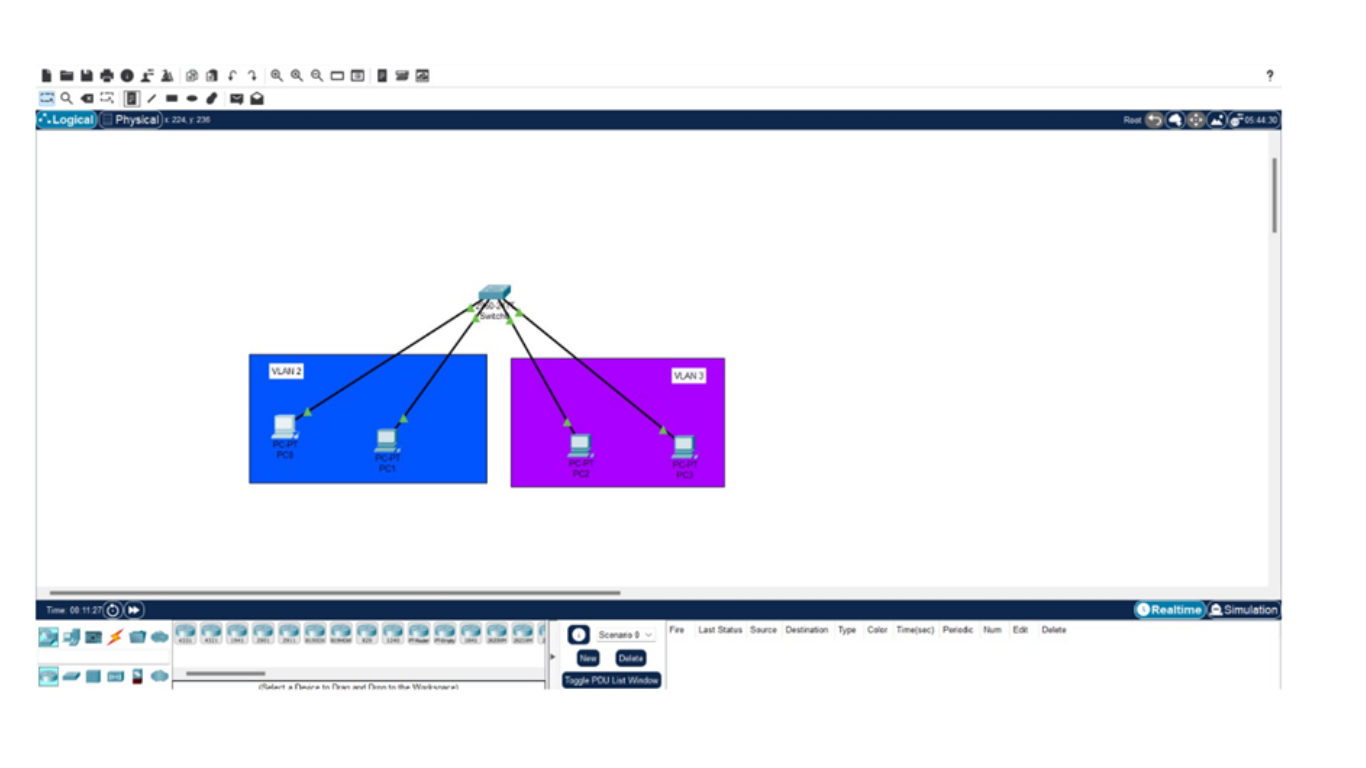 ?
Logical Physical x: 224, y: 236
Root 05:44:30
Switch0
VLAN 2
VLAN 3
PC-PT
PC0
PC-PT
PC1
PC-PT
PC2
PC-PT
PC3
Time: 00:11:27
Realtime Simulation
4331 4321 1941 2901 2911 819HGW 829 1240 PT-Router PT-Empty 1841 2620XM 2621XM
Scenario 0
Fire Last Status Source Destination Type Color Time(sec) Periodic Num Edit Delete
New Delete
Toggle PDU List Window
(Select a Device to Drag and Drop to the Workspace)